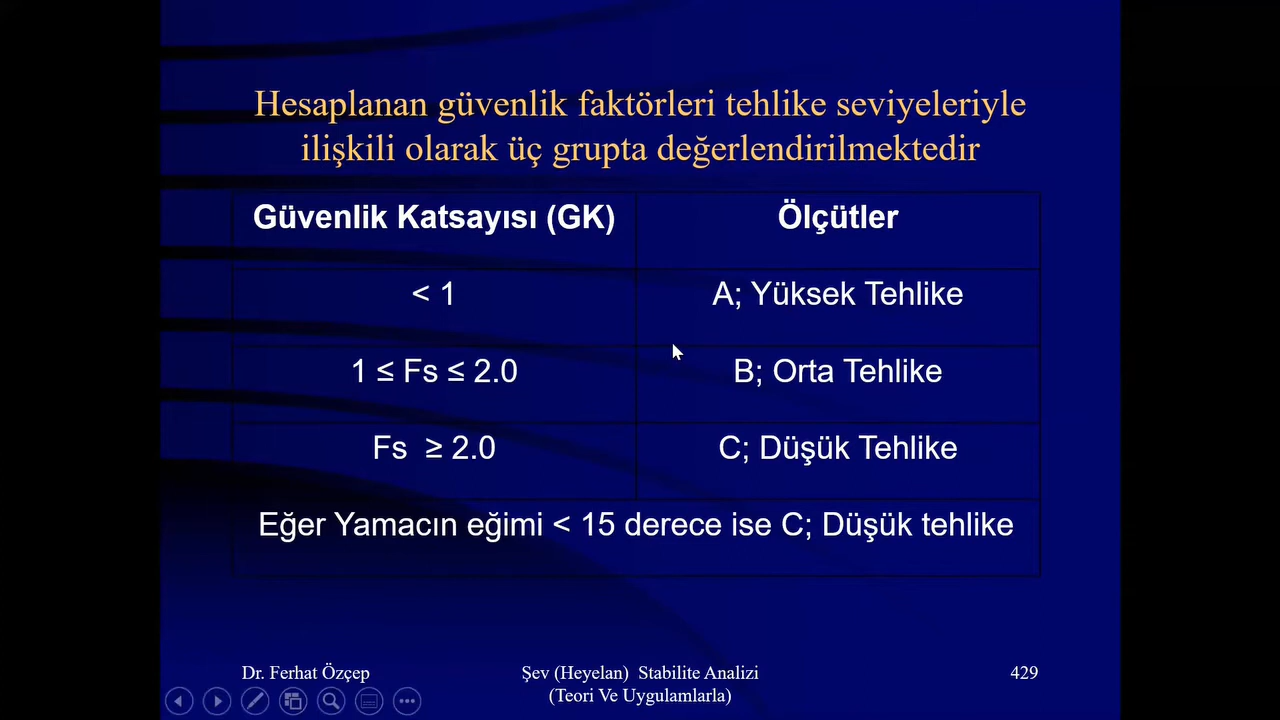 Hesaplanan güvenlik faktörleri tehlike seviyeleriyle
ilişkili olarak üç grupta değerlendirilmektedir
Güvenlik Katsayısı (GK) Ölçütler
< 1 A; Yüksek Tehlike
1 ≤ Fs ≤ 2.0 B; Orta Tehlike
Fs ≥ 2.0 C; Düşük Tehlike
Eğer Yamacın eğimi < 15 derece ise C; Düşük tehlike
Dr. Ferhat Özçep Şev (Heyelan) Stabilite Analizi 429
(Teori Ve Uygulamlarla)